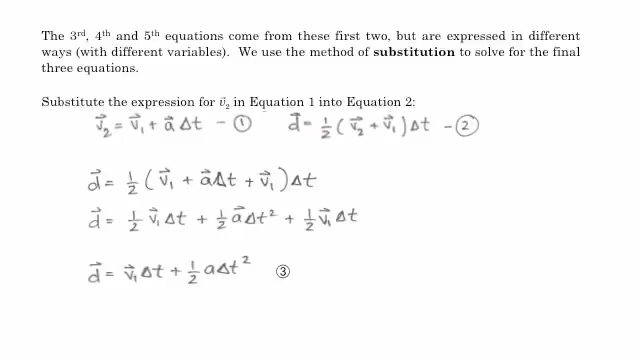 The 3rd, 4th and 5th equations come from these first two, but are expressed in different
ways (with different variables). We use the method of substitution to solve for the final
three equations.
Substitute the expression for v⃗₂ in Equation 1 into Equation 2:
v⃗₂ = v⃗₁ + a⃗ Δt – ① d⃗ = ½ (v⃗₂ + v⃗₁) Δt – ②
d⃗ = ½ (v⃗₁ + a⃗Δt + v⃗₁) Δt
d⃗ = ½ v⃗₁ Δt + ½ a⃗ Δt² + ½ v⃗₁ Δt
d⃗ = v⃗₁ Δt + ½ aΔt² ③